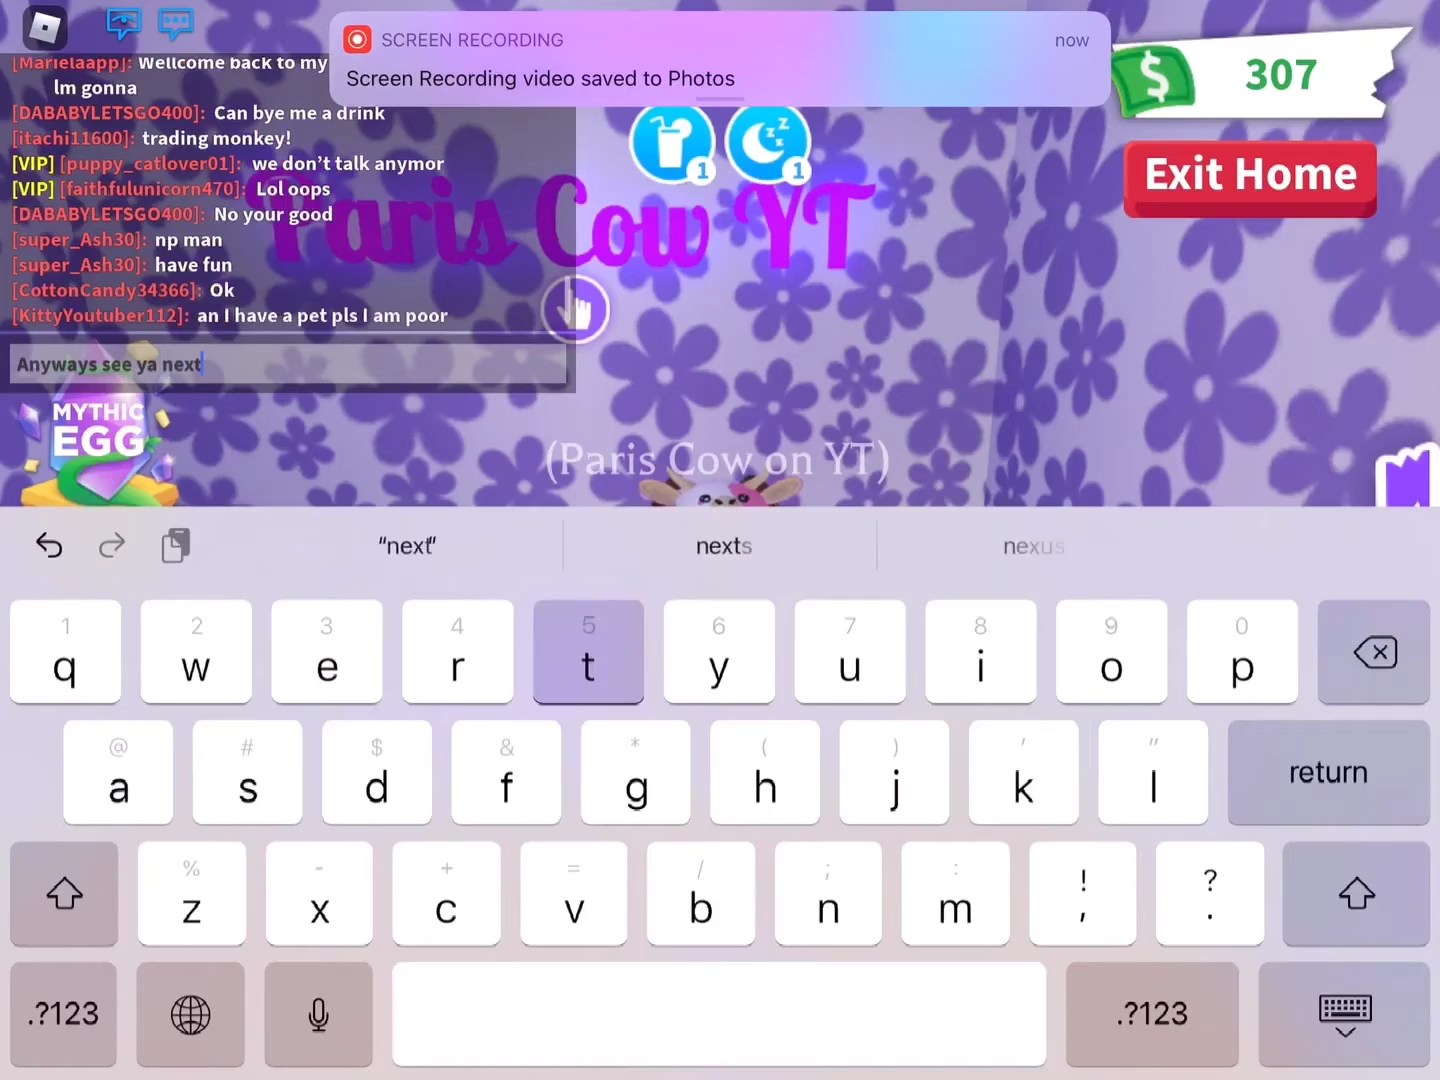 SCREEN RECORDING
now
Screen Recording video saved to Photos
307
Exit Home
[Marielaapp]: Wellcome back to my
lm gonna
[DABABYLETSGO400]: Can bye me a drink
[itachi11600]: trading monkey!
[VIP] [puppy_catlover01]: we don't talk anymor
[VIP] [faithfulunicorn470]: Lol oops
[DABABYLETSGO400]: No your good
[super_Ash30]: np man
[super_Ash30]: have fun
[CottonCandy34366]: Ok
[KittyYoutuber112]: an I have a pet pls I am poor
Anyways see ya next
z z z
1
1
Paris Cow YT
MYTHIC
EGG
(Paris Cow on YT)
“next” nexts nexus
1 2 3 4 5 6 7 8 9 0
q w e r t y u i o p
@ # $ & * ( ) ' "
a s d f g h j k l return
% - + = / ; : ! ?
z x c v b n m , .
.?123 .?123